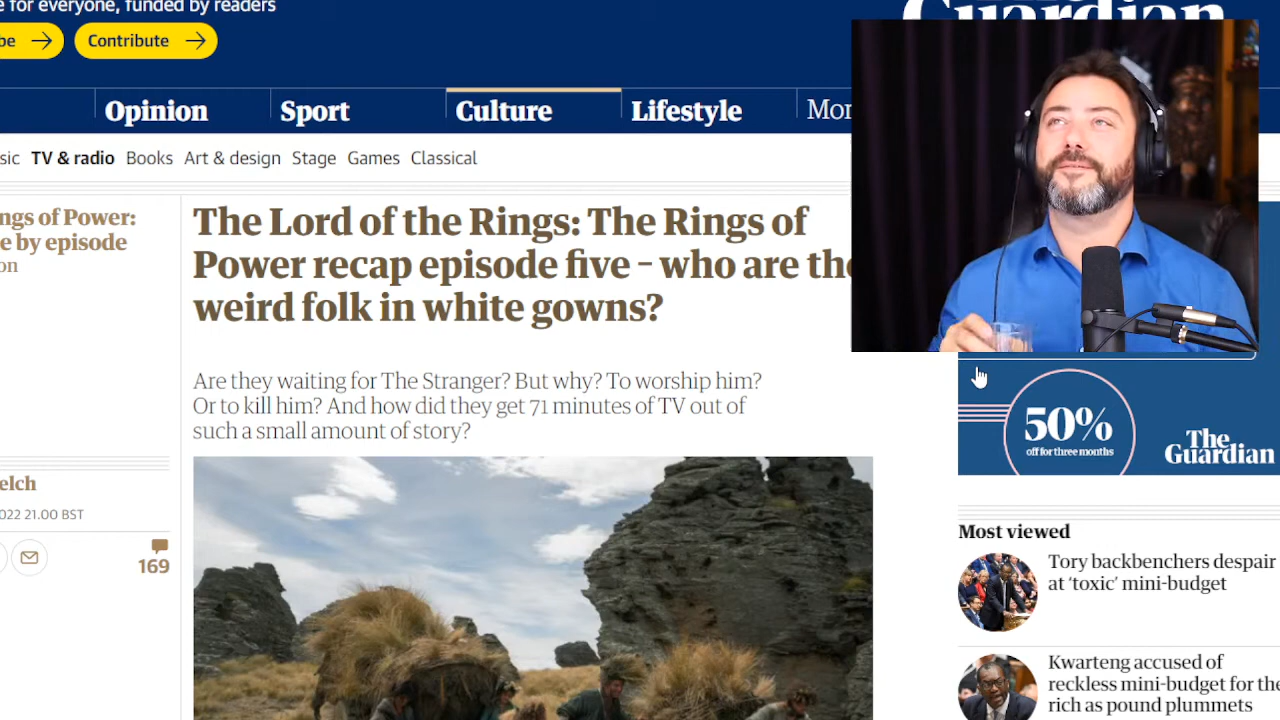 e for everyone, funded by readers
be → Contribute →
Guardian
Opinion Sport Culture Lifestyle Mor
sic TV & radio Books Art & design Stage Games Classical
ngs of Power:
e by episode
on
The Lord of the Rings: The Rings of
Power recap episode five – who are the
weird folk in white gowns?
Are they waiting for The Stranger? But why? To worship him?
Or to kill him? And how did they get 71 minutes of TV out of
such a small amount of story?
elch
022 21.00 BST
169
50%
off for three months
The
Guardian
Most viewed
Tory backbenchers despair
at ‘toxic’ mini-budget
Kwarteng accused of
reckless mini-budget for the
rich as pound plummets